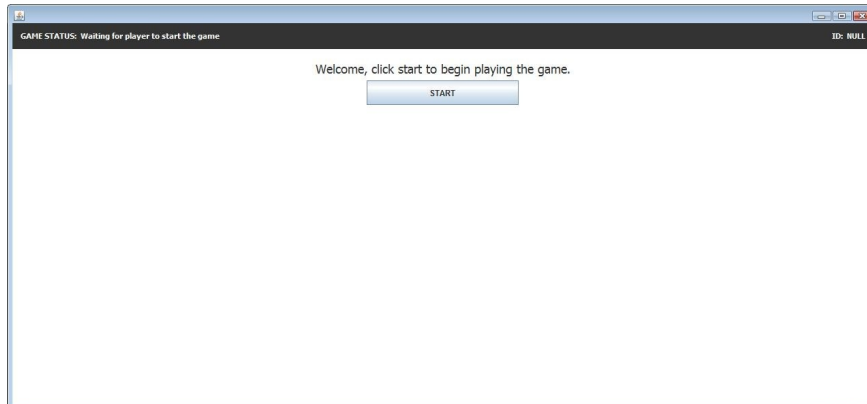 GAME STATUS: Waiting for player to start the game
ID: NULL
Welcome, click start to begin playing the game.
START